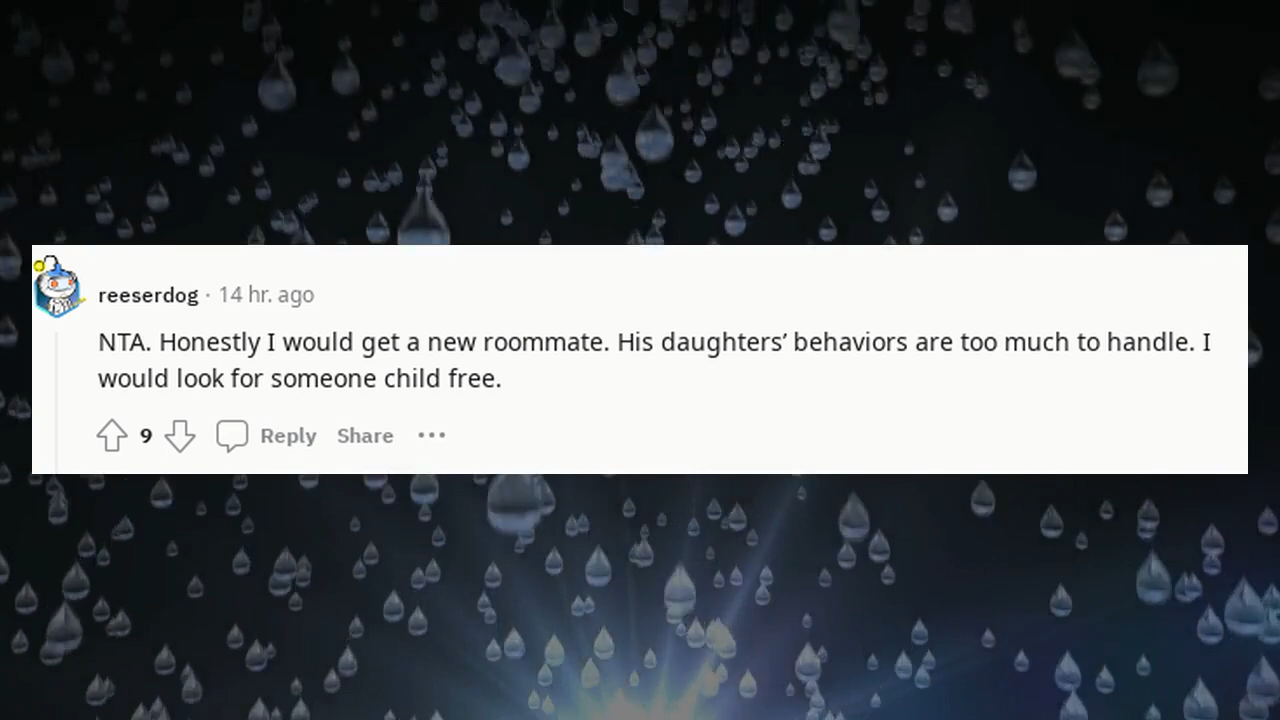 reeserdog · 14 hr. ago
NTA. Honestly I would get a new roommate. His daughters’ behaviors are too much to handle. I
would look for someone child free.
9 Reply Share •••